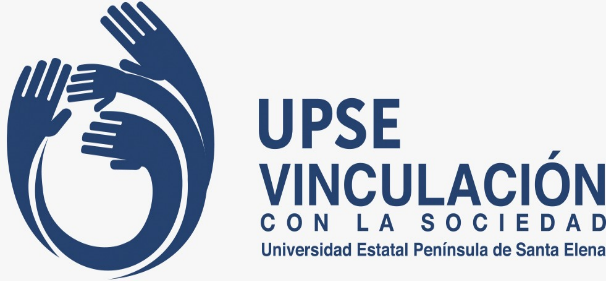 UPSE
VINCULACIÓN
CON LA SOCIEDAD
Universidad Estatal Península de Santa Elena